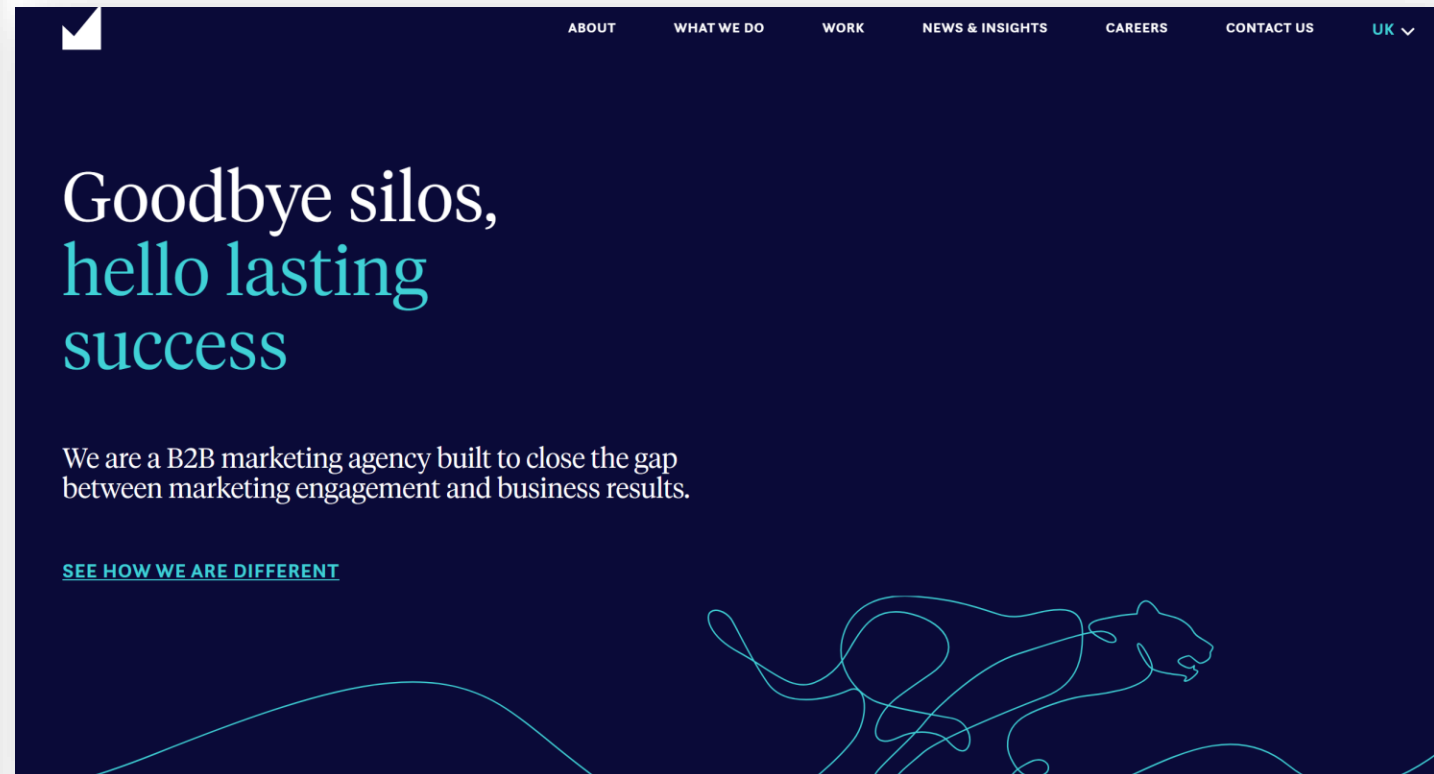 ABOUT WHAT WE DO WORK NEWS & INSIGHTS CAREERS CONTACT US UK
Goodbye silos,
hello lasting
success
We are a B2B marketing agency built to close the gap
between marketing engagement and business results.
SEE HOW WE ARE DIFFERENT